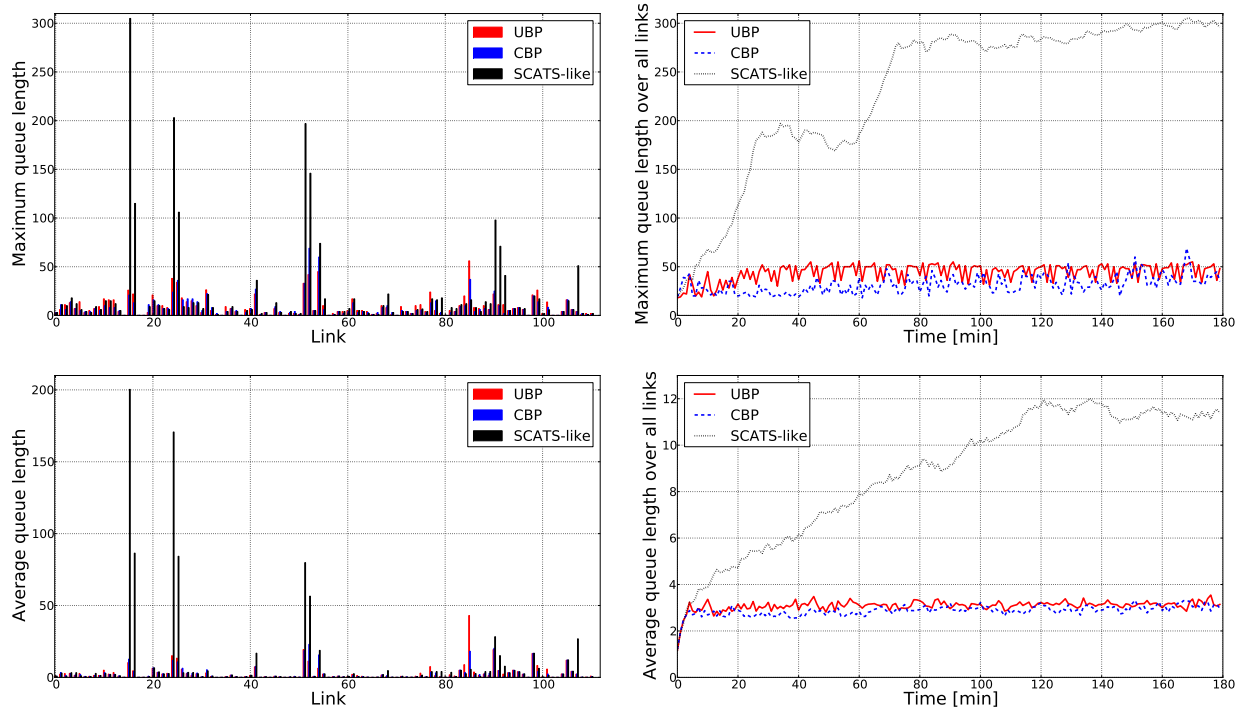 Maximum queue length
300
250
200
150
100
50
0
0 20 40 60 80 100
Link
UBP
CBP
SCATS-like
Maximum queue length over all links
300
250
200
150
100
50
0
0 20 40 60 80 100 120 140 160 180
Time [min]
UBP
CBP
SCATS-like
Average queue length
200
150
100
50
0
0 20 40 60 80 100
Link
UBP
CBP
SCATS-like
Average queue length over all links
12
10
8
6
4
2
0
0 20 40 60 80 100 120 140 160 180
Time [min]
UBP
CBP
SCATS-like